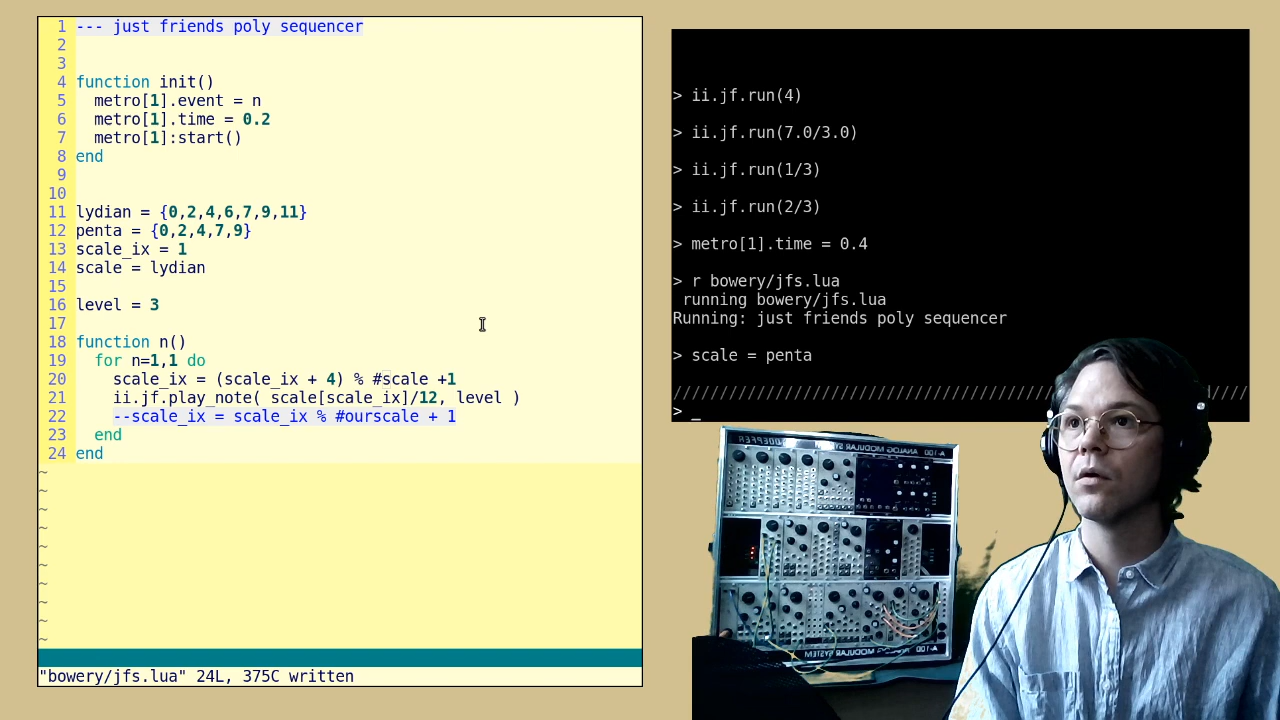 1 --- just friends poly sequencer
2
3
4 function init()
5   metro[1].event = n
6   metro[1].time = 0.2
7   metro[1]:start()
8 end
9
10
11 lydian = {0,2,4,6,7,9,11}
12 penta = {0,2,4,7,9}
13 scale_ix = 1
14 scale = lydian
15
16 level = 3
17
18 function n()
19   for n=1,1 do
20     scale_ix = (scale_ix + 4) % #scale +1
21     ii.jf.play_note( scale[scale_ix]/12, level )
22     --scale_ix = scale_ix % #ourscale + 1
23   end
24 end
~
~
~
~
~
~
~
~
~
~
"bowery/jfs.lua" 24L, 375C written
> ii.jf.run(4)
> ii.jf.run(7.0/3.0)
> ii.jf.run(1/3)
> ii.jf.run(2/3)
> metro[1].time = 0.4
> r bowery/jfs.lua
 running bowery/jfs.lua
Running: just friends poly sequencer
> scale = penta
> _
DOEPFER
ANALOG MODULAR SYSTEM A-100
A-100 ANALOG MODULAR SYSTEM